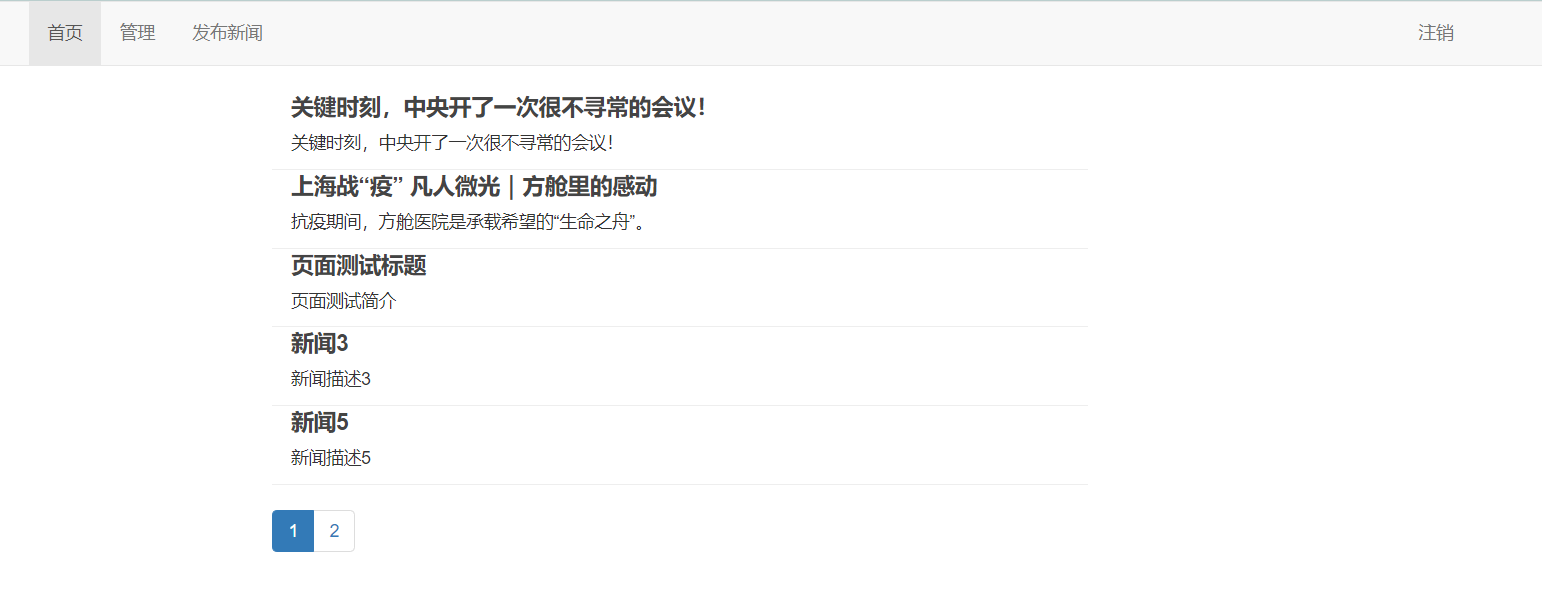 首页 管理 发布新闻 注销
关键时刻，中央开了一次很不寻常的会议！
关键时刻，中央开了一次很不寻常的会议！
上海战“疫” 凡人微光｜方舱里的感动
抗疫期间，方舱医院是承载希望的“生命之舟”。
页面测试标题
页面测试简介
新闻3
新闻描述3
新闻5
新闻描述5
1 2